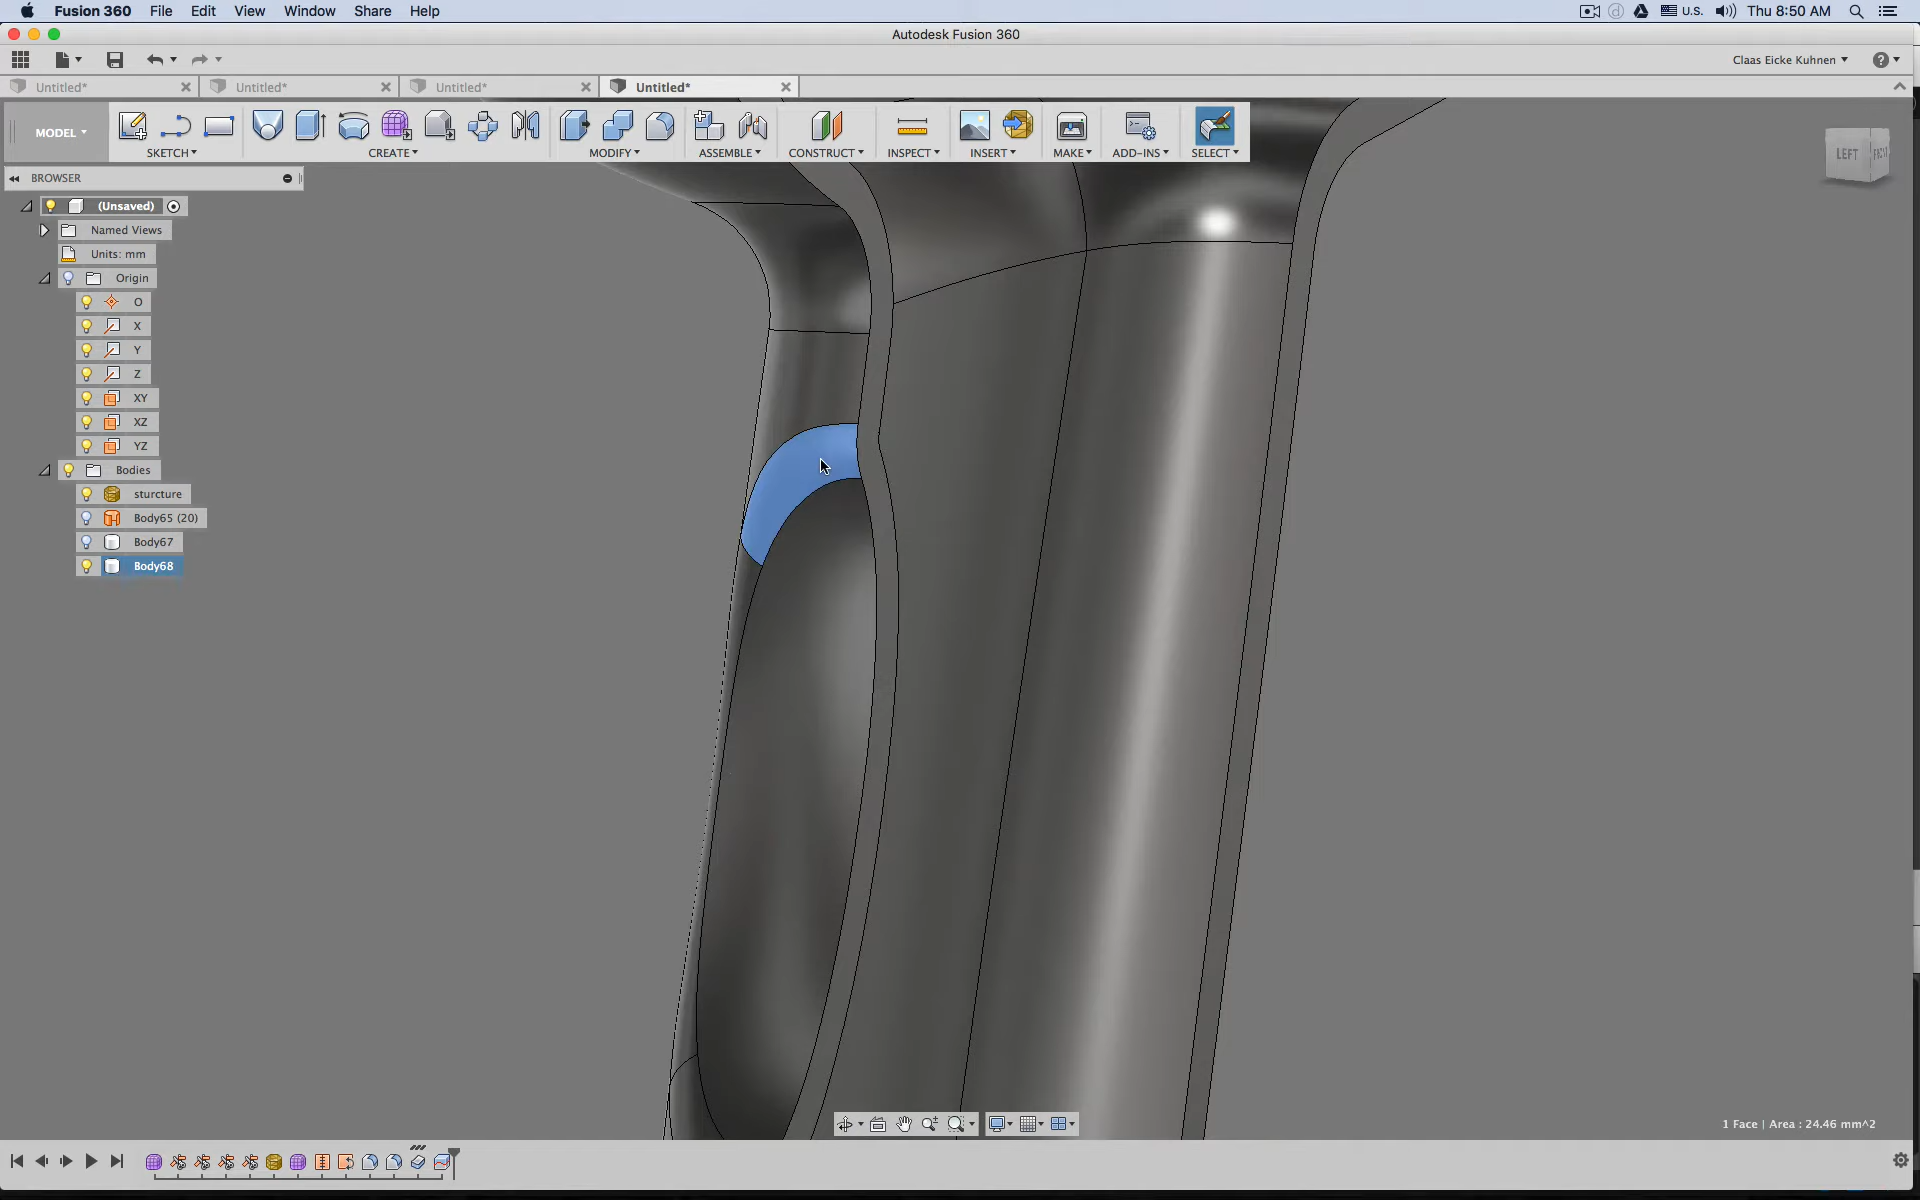 Fusion 360 File Edit View Window Share Help U.S. Thu 8:50 AM
Autodesk Fusion 360
Claas Eicke Kuhnen
Untitled* Untitled* Untitled* Untitled*
MODEL SKETCH CREATE MODIFY ASSEMBLE CONSTRUCT INSPECT INSERT MAKE ADD-INS SELECT
LEFT
BROWSER
(Unsaved)
Named Views
Units: mm
Origin
O
X
Y
Z
XY
XZ
YZ
Bodies
sturcture
Body65 (20)
Body67
Body68
1 Face | Area : 24.46 mm^2